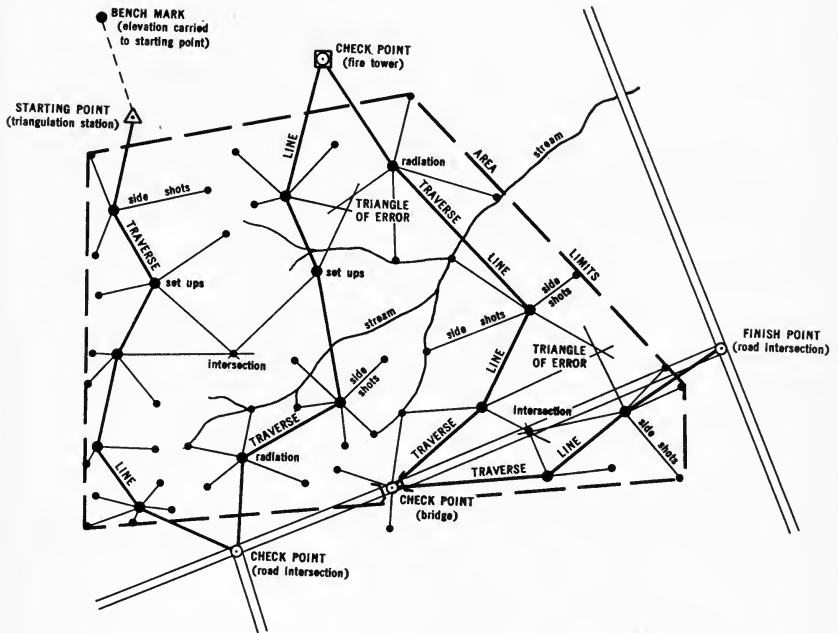 BENCH MARK
(elevation carried
to starting point)
CHECK POINT
(fire tower)
STARTING POINT
(triangulation station)
LINE
radiation
AREA
stream
side shots
TRIANGLE
OF ERROR
TRAVERSE
TRAVERSE
set ups
set ups
LINE
LIMITS
side
shots
stream
side shots
FINISH POINT
(road intersection)
intersection
LINE
TRIANGLE
OF ERROR
side
shots
intersection
TRAVERSE
TRAVERSE
radiation
LINE
LINE
side shots
TRAVERSE
CHECK POINT
(bridge)
CHECK POINT
(road intersection)